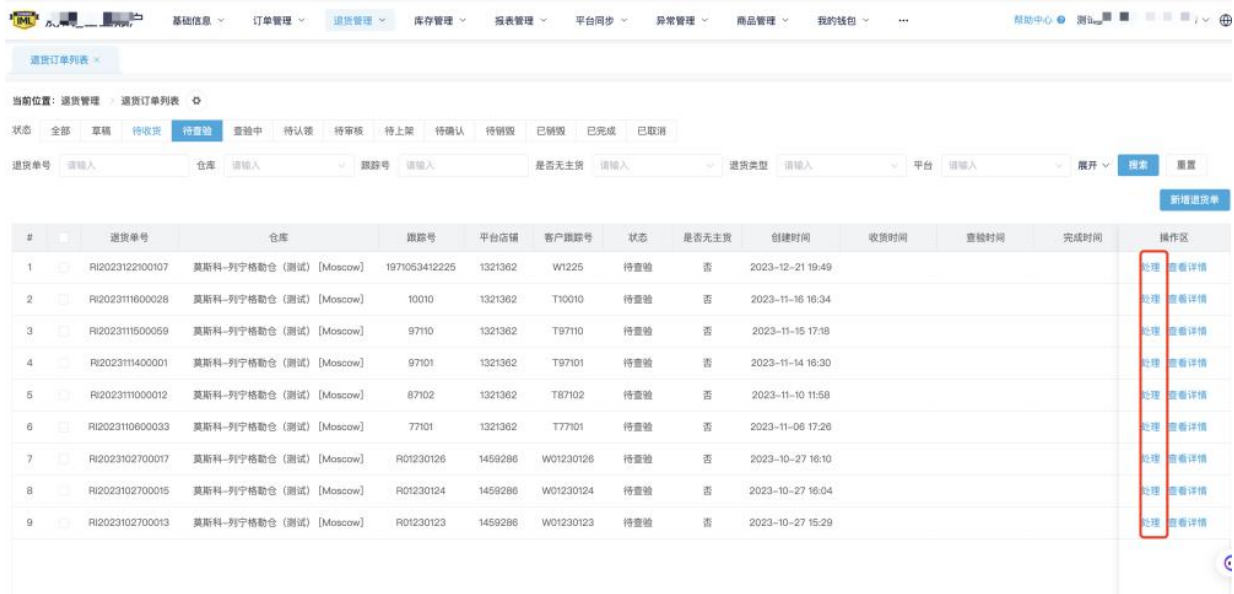 IML
基础信息 订单管理 退货管理 库存管理 报表管理 平台同步 异常管理 商品管理 我的钱包 ... 帮助中心
退货订单列表 ×
当前位置: 退货管理 > 退货订单列表
状态 全部 草稿 待收货 待查验 查验中 待认领 待审核 待上架 待确认 待销毁 已销毁 已完成 已取消
退货单号 请输入 仓库 请输入 跟踪号 请输入 是否无主货 请输入 退货类型 请输入 平台 请输入 展开 搜索 重置
新增退货单
# 退货单号 仓库 跟踪号 平台店铺 客户跟踪号 状态 是否无主货 创建时间 收货时间 查验时间 完成时间 操作区
1 RI2023122100107 莫斯科-列宁格勒仓（测试）[Moscow] 1971053412225 1321362 W1225 待查验 否 2023-12-21 19:49 处理 查看详情
2 RI2023111600028 莫斯科-列宁格勒仓（测试）[Moscow] 10010 1321362 T10010 待查验 否 2023-11-16 16:34 处理 查看详情
3 RI2023111500059 莫斯科-列宁格勒仓（测试）[Moscow] 97110 1321362 T97110 待查验 否 2023-11-15 17:18 处理 查看详情
4 RI2023111400001 莫斯科-列宁格勒仓（测试）[Moscow] 97101 1321362 T97101 待查验 否 2023-11-14 16:30 处理 查看详情
5 RI2023111000012 莫斯科-列宁格勒仓（测试）[Moscow] 87102 1321362 T87102 待查验 否 2023-11-10 11:58 处理 查看详情
6 RI2023110600033 莫斯科-列宁格勒仓（测试）[Moscow] 77101 1321362 T77101 待查验 否 2023-11-06 17:26 处理 查看详情
7 RI2023102700017 莫斯科-列宁格勒仓（测试）[Moscow] R01230126 1459286 W01230126 待查验 否 2023-10-27 16:10 处理 查看详情
8 RI2023102700015 莫斯科-列宁格勒仓（测试）[Moscow] R01230124 1459286 W01230124 待查验 否 2023-10-27 16:04 处理 查看详情
9 RI2023102700013 莫斯科-列宁格勒仓（测试）[Moscow] R01230123 1459286 W01230123 待查验 否 2023-10-27 15:29 处理 查看详情